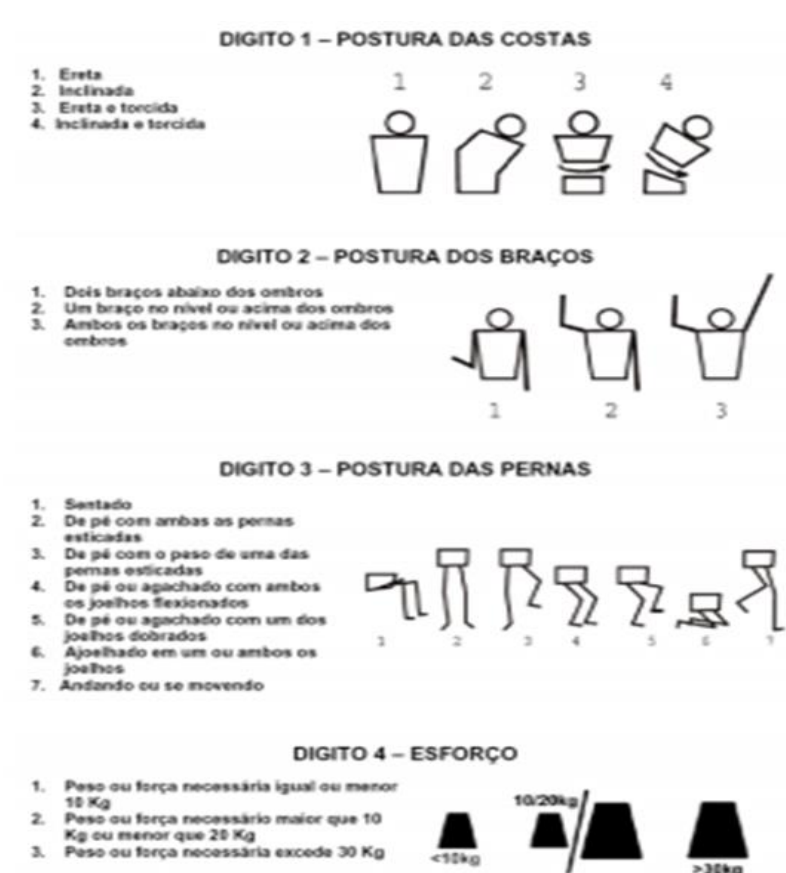 DIGITO 1 – POSTURA DAS COSTAS
1. Ereta
2. Inclinada
3. Ereta e torcida
4. Inclinada e torcida
1 2 3 4
DIGITO 2 – POSTURA DOS BRAÇOS
1. Dois braços abaixo dos ombros
2. Um braço no nível ou acima dos ombros
3. Ambos os braços no nível ou acima dos
ombros
1 2 3
DIGITO 3 – POSTURA DAS PERNAS
1. Sentado
2. De pé com ambas as pernas
esticadas
3. De pé com o peso de uma das
pernas esticadas
4. De pé ou agachado com ambos
os joelhos flexionados
5. De pé ou agachado com um dos
joelhos dobrados
6. Ajoelhado em um ou ambos os
joelhos
7. Andando ou se movendo
1 2 3 4 5 6 7
DIGITO 4 – ESFORÇO
1. Peso ou força necessária igual ou menor
10 Kg
2. Peso ou força necessário maior que 10
Kg ou menor que 20 Kg
3. Peso ou força necessária excede 30 Kg
10/20kg
<10kg
>30kg